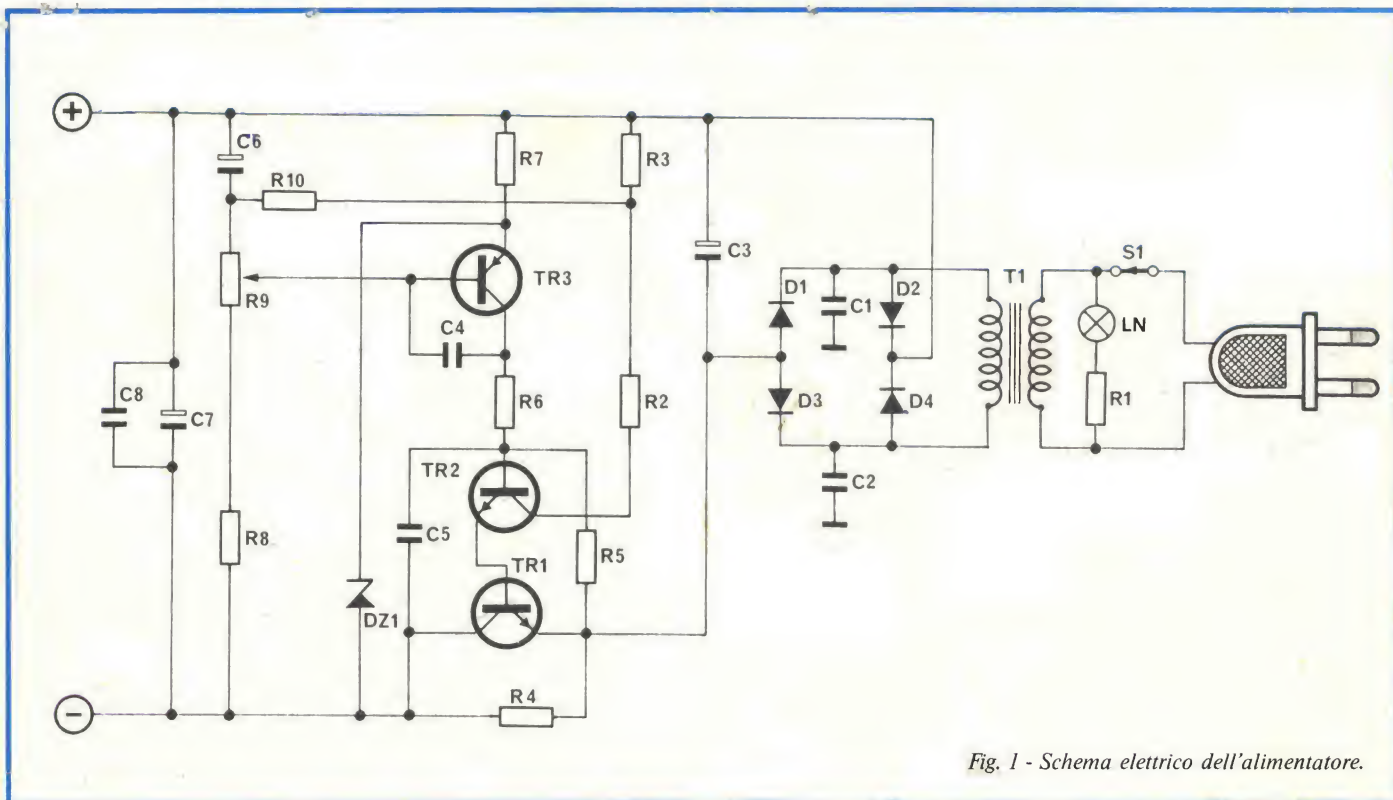 +
C6
R10
R7
R3
TR3
C3
S1
T1
D1
C1
D2
LN
R9
C4
R6
R2
D3
D4
R1
C8
C7
TR2
C2
R8
C5
R5
TR1
DZ1
R4
-
Fig. 1 - Schema elettrico dell'alimentatore.